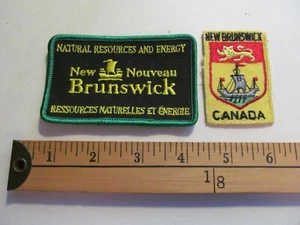 NATURAL RESOURCES AND ENERGY
New Nouveau
Brunswick
RESSOURCES NATURELLES ET ÉNERGIE
NEW BRUNSWICK
CANADA
1 2 3 4 5 6 7
1/8